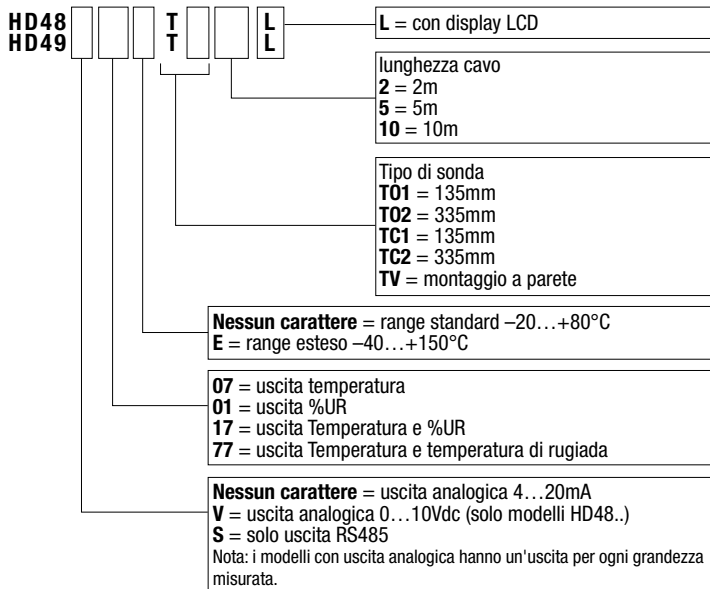 HD48 T L
HD49 T L
L = con display LCD
lunghezza cavo
2 = 2m
5 = 5m
10 = 10m
Tipo di sonda
TO1 = 135mm
TO2 = 335mm
TC1 = 135mm
TC2 = 335mm
TV = montaggio a parete
Nessun carattere = range standard –20…+80°C
E = range esteso –40…+150°C
07 = uscita temperatura
01 = uscita %UR
17 = uscita Temperatura e %UR
77 = uscita Temperatura e temperatura di rugiada
Nessun carattere = uscita analogica 4…20mA
V = uscita analogica 0…10Vdc (solo modelli HD48..)
S = solo uscita RS485
Nota: i modelli con uscita analogica hanno un'uscita per ogni grandezza
misurata.